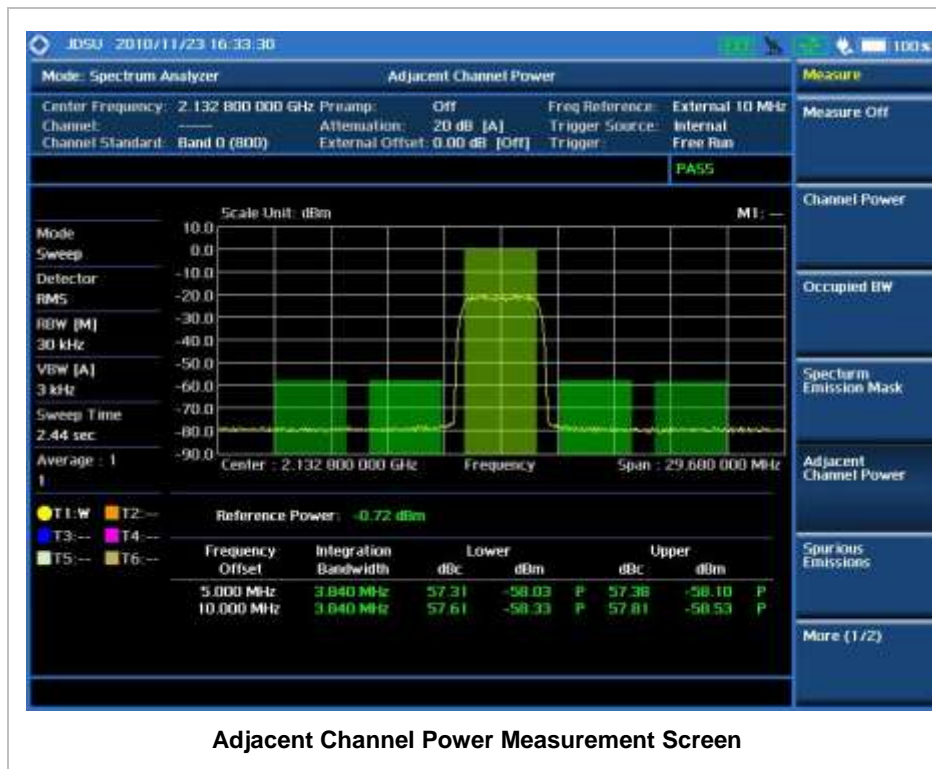 JDSU 2010/11/23 16:33:30 100%
Mode: Spectrum Analyzer Adjacent Channel Power
Center Frequency: 2.132 800 000 GHz Preamp: Off Freq Reference: External 10 MHz
Channel: ----- Attenuation: 20 dB [A] Trigger Source: Internal
Channel Standard: Band 0 (800) External Offset: 0.00 dB [Off] Trigger: Free Run
PASS
Scale Unit: dBm M1: --
Mode
Sweep
Detector
RMS
RBW [M]
30 kHz
VBW [A]
3 kHz
Sweep Time
2.44 sec
Average : 1
1
T1:W T2:--
T3:-- T4:--
T5:-- T6:--
10.0
0.0
-10.0
-20.0
-30.0
-40.0
-50.0
-60.0
-70.0
-80.0
-90.0
Center : 2.132 800 000 GHz Frequency Span : 29.680 000 MHz
Reference Power: -0.72 dBm
Frequency Integration Lower Upper
Offset Bandwidth dBc dBm dBc dBm
5.000 MHz 3.840 MHz 57.31 -58.03 P 57.38 -58.10 P
10.000 MHz 3.840 MHz 57.61 -58.33 P 57.81 -58.53 P
Measure
Measure Off
Channel Power
Occupied BW
Specturm
Emission Mask
Adjacent
Channel Power
Spurious
Emissions
More (1/2)
Adjacent Channel Power Measurement Screen